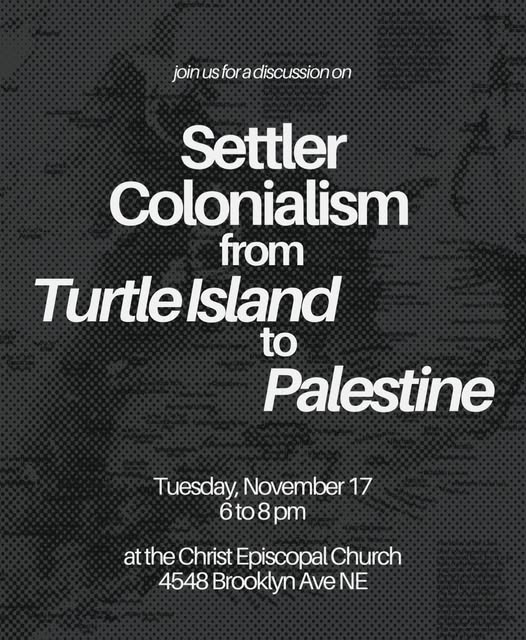 join us for a discussion on
Settler
Colonialism
from
Turtle Island
to
Palestine
Tuesday, November 17
6 to 8 pm
at the Christ Episcopal Church
4548 Brooklyn Ave NE